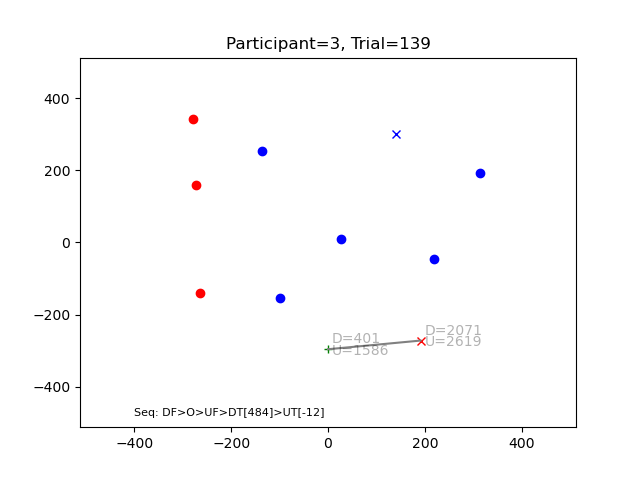 Participant=3, Trial=139
400
200
0
−200
−400
D=401
U=1586
D=2071
U=2619
Seq: DF>O>UF>DT[484]>UT[-12]
−400
−200
0
200
400